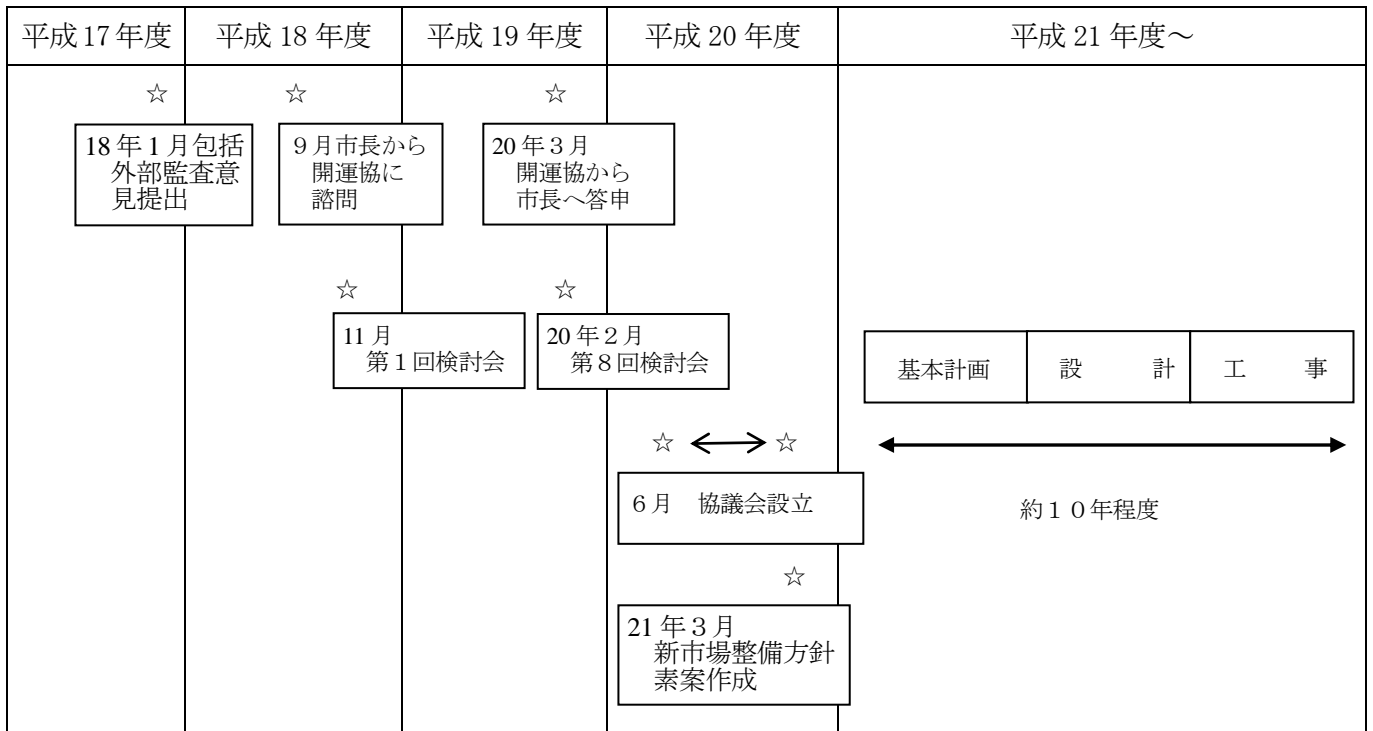 平成17年度 平成18年度 平成19年度 平成20年度 平成21年度～
☆ ☆ ☆
18年1月包括
外部監査意
見提出
９月市長から
開運協に
諮問
20年３月
開運協から
市長へ答申
☆ ☆
11月
第１回検討会
20年２月
第８回検討会
基本計画 設　計 工　事
☆ ☆
６月　協議会設立
約１０年程度
☆
21年３月
新市場整備方針
素案作成